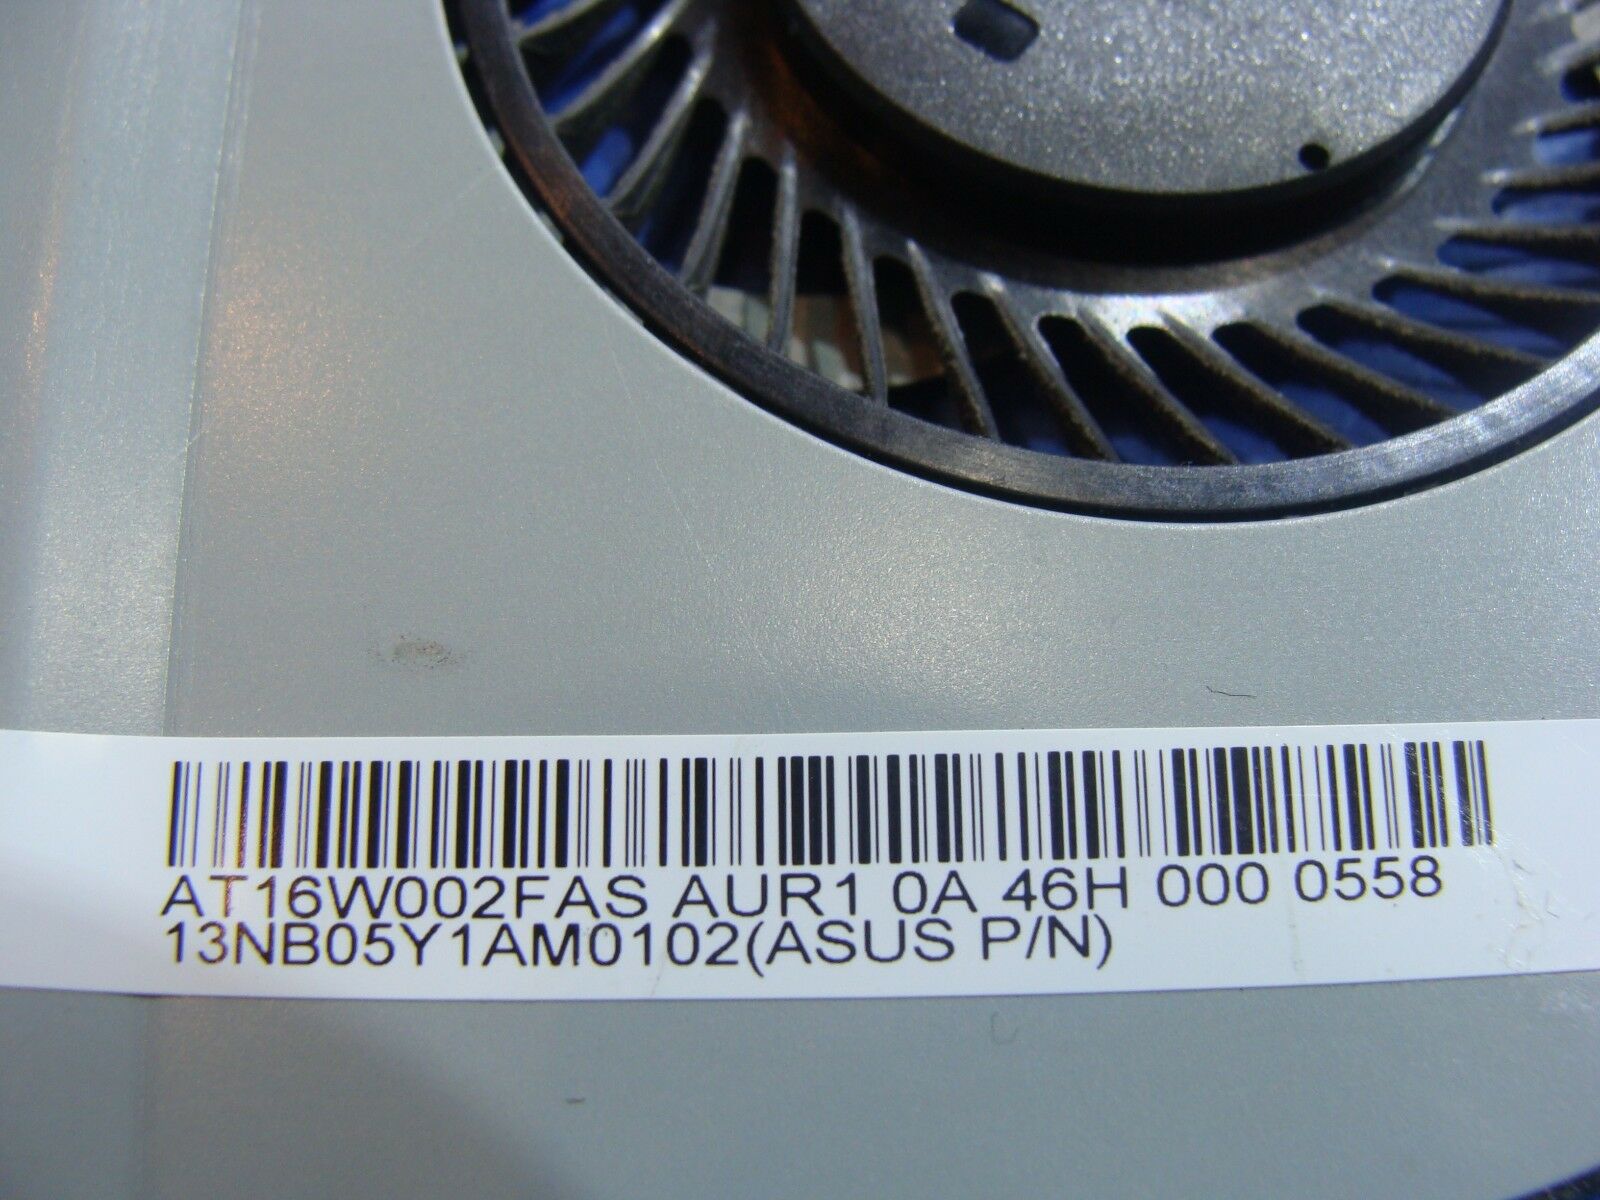 AT16W002FAS AUR1 0A 46H 000 0558
13NB05Y1AM0102(ASUS P/N)